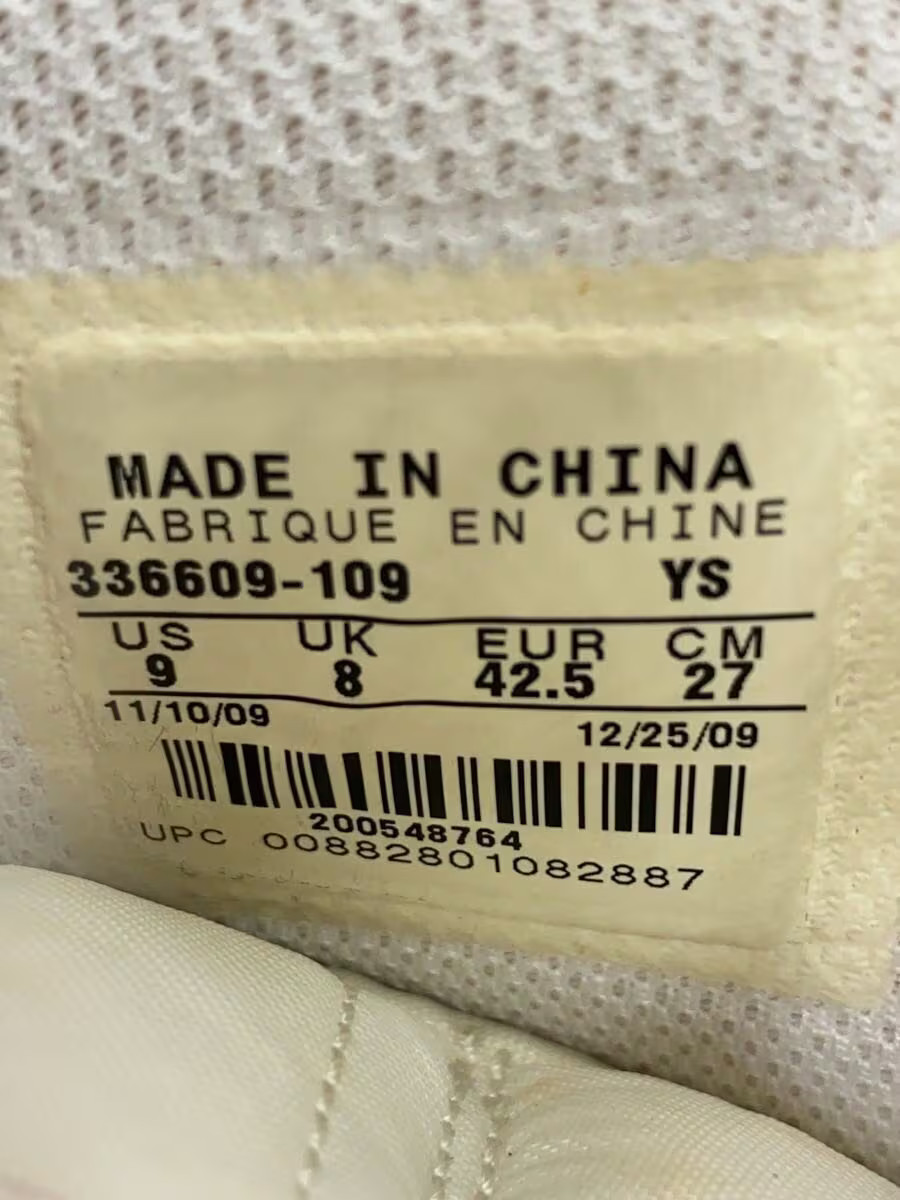 MADE IN CHINA
FABRIQUE EN CHINE
336609-109 YS
US UK EUR CM
9 8 42.5 27
11/10/09 12/25/09
200548764
UPC 00882801082887